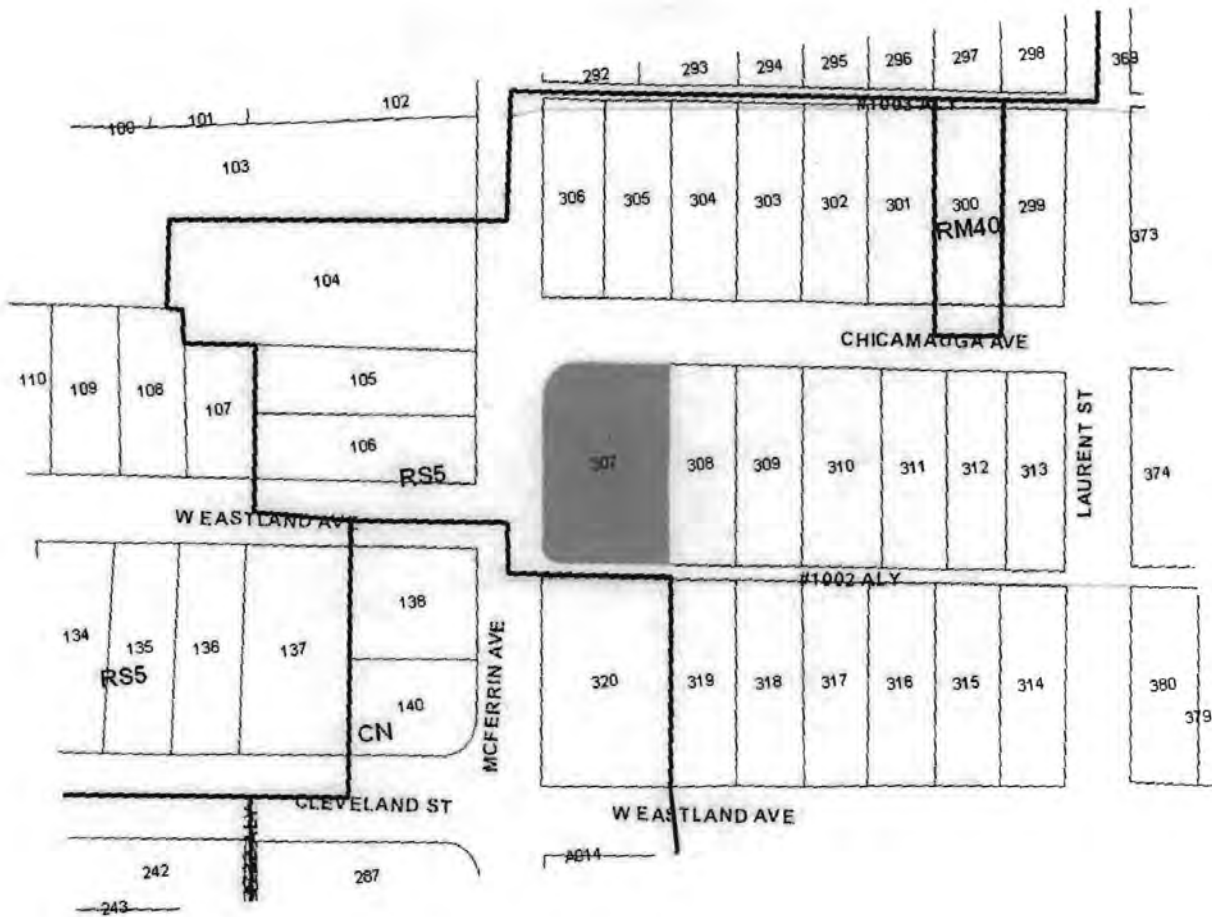 292 293 294 295 296 297 298 369
100 101 102
#1003 ALY
103
306 305 304 303 302 301 300 299
RM40
373
104
CHICAMAUGA AVE
110 109 108 107
105
106
RS5
307 308 309 310 311 312 313
LAURENT ST
374
W EASTLAND AVE
#1002 ALY
134 135 136 137
RS5
138
140
CN
MCFERRIN AVE
320 319 318 317 316 315 314
380
379
CLEVELAND ST
W EASTLAND AVE
242
243
287
A014